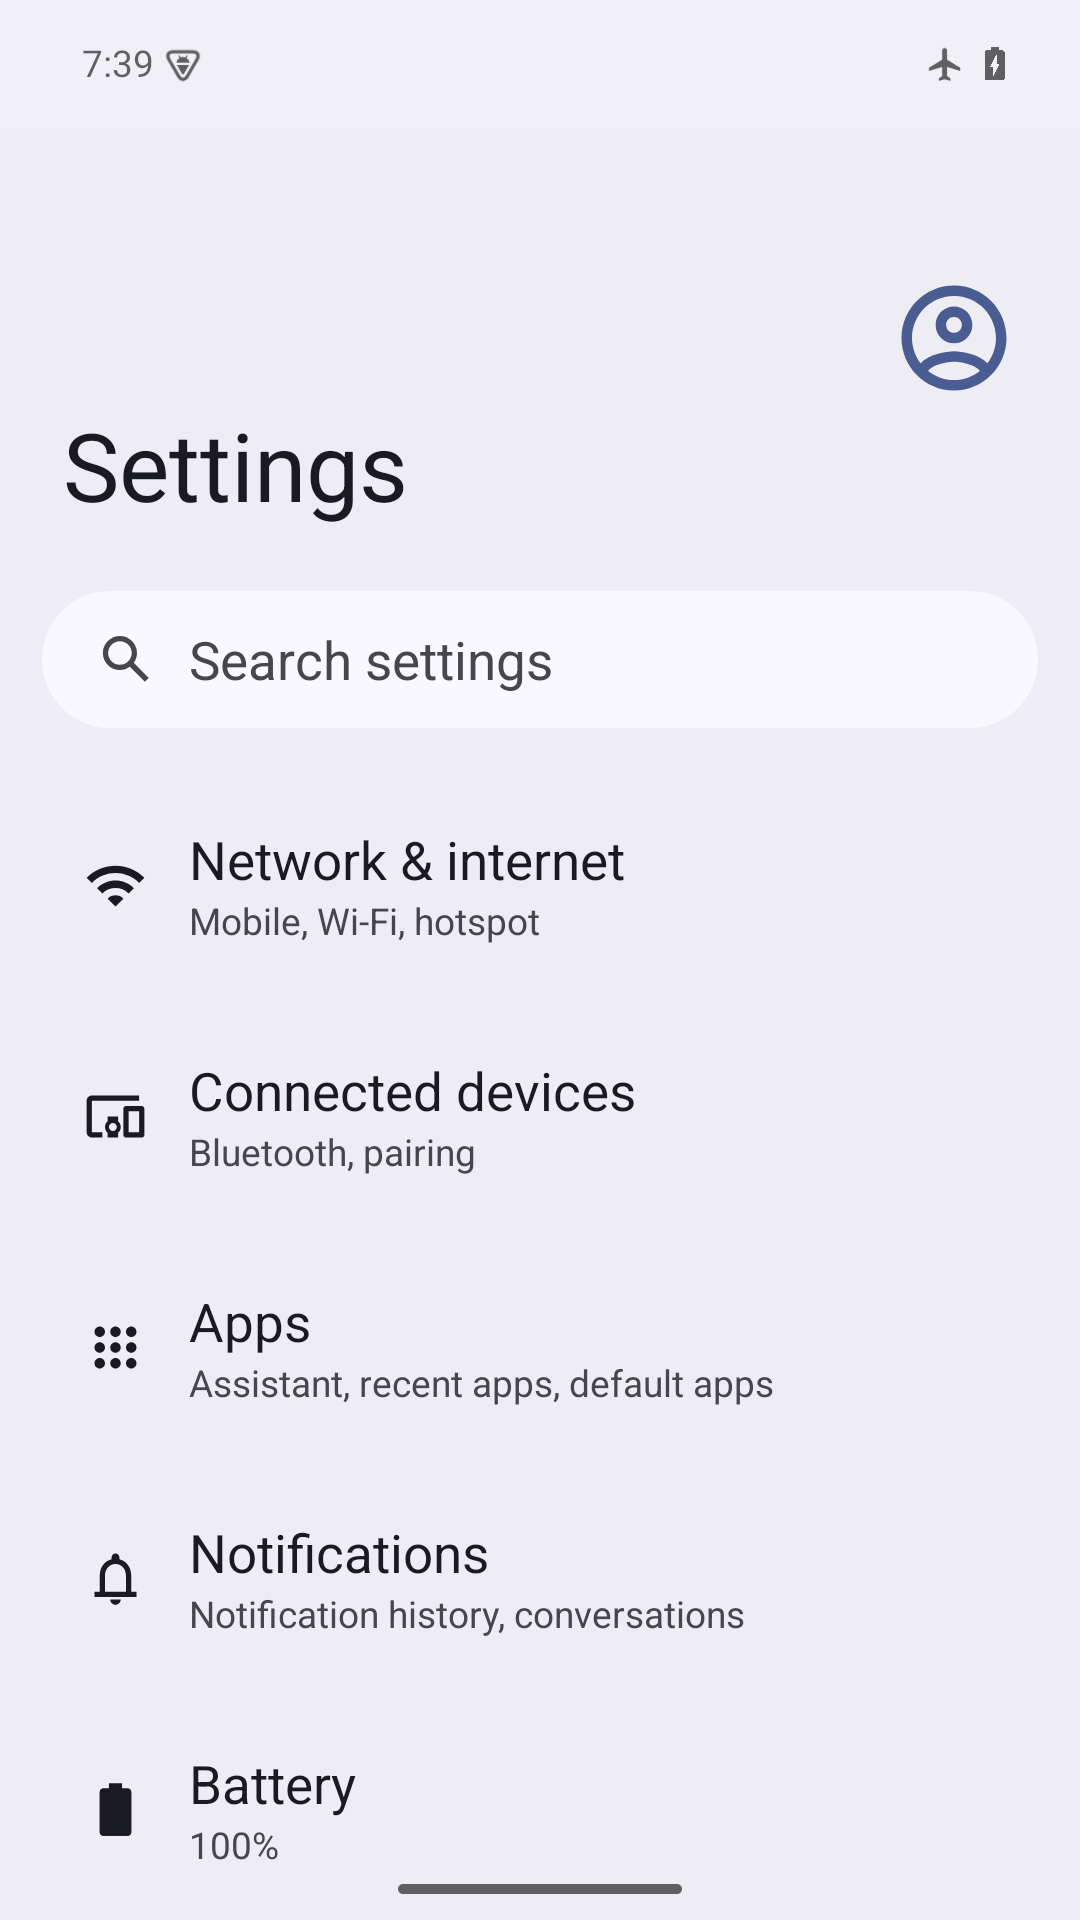 7:39
Settings
Search settings
Network & internet
Mobile, Wi-Fi, hotspot
Connected devices
Bluetooth, pairing
Apps
Assistant, recent apps, default apps
Notifications
Notification history, conversations
Battery
100%